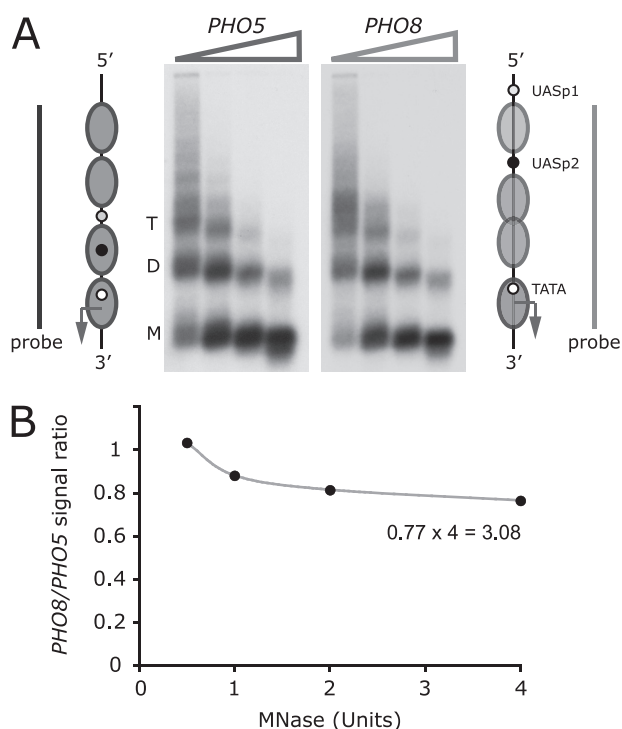 A
PHO5
PHO8
5′
5′
UASp1
UASp2
T
D
TATA
M
probe
probe
3′
3′
B
PHO8/PHO5 signal ratio
1
0.8
0.6
0.4
0.2
0
0.77 x 4 = 3.08
0
1
2
3
4
MNase (Units)